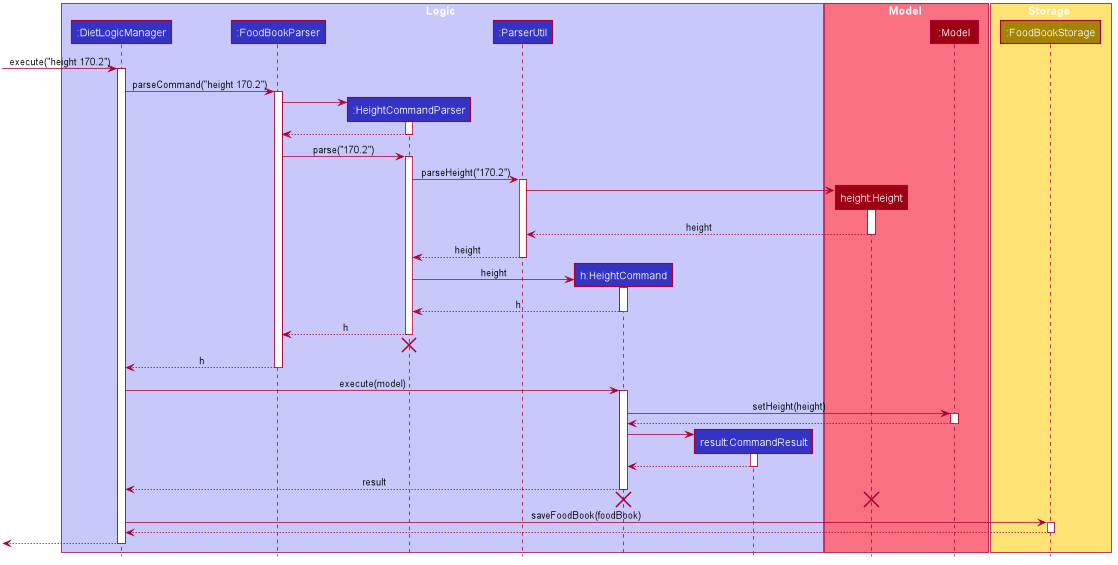 Logic
Model
Storage
:DietLogicManager
:FoodBookParser
:ParserUtil
:Model
:FoodBookStorage
execute("height 170.2")
parseCommand("height 170.2")
:HeightCommandParser
parse("170.2")
parseHeight("170.2")
height:Height
height
height
height
h:HeightCommand
h
h
h
execute(model)
setHeight(height)
result:CommandResult
result
saveFoodBook(foodBook)